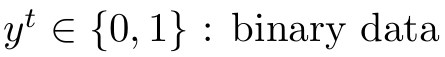 y^t ∈ {0, 1} : binary data